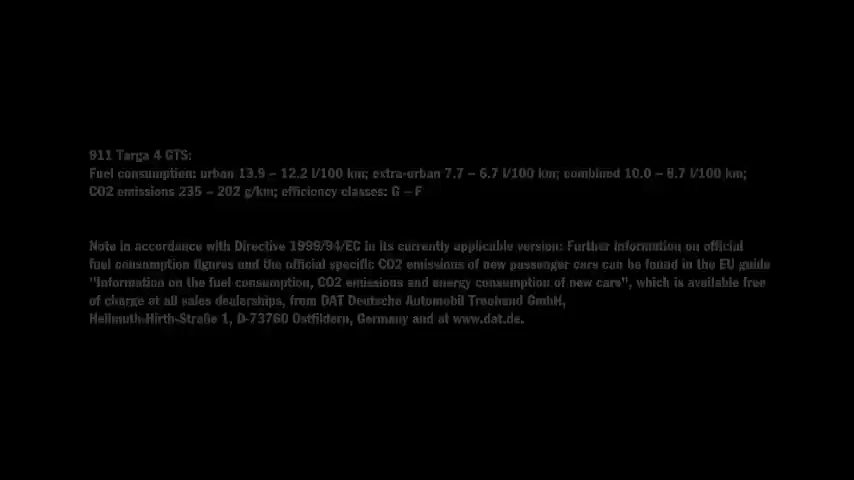 911 Targa 4 GTS:
Fuel consumption: urban 13.9 – 12.2 l/100 km; extra-urban 7.7 – 6.7 l/100 km; combined 10.0 – 8.7 l/100 km;
CO2 emissions 235 – 202 g/km; efficiency classes: G – F
Note in accordance with Directive 1999/94/EC in its currently applicable version: Further information on official
fuel consumption figures and the official specific CO2 emissions of new passenger cars can be found in the EU guide
"Information on the fuel consumption, CO2 emissions and energy consumption of new cars", which is available free
of charge at all sales dealerships, from DAT Deutsche Automobil Treuhand GmbH,
Hellmuth-Hirth-Straße 1, D-73760 Ostfildern, Germany and at www.dat.de.